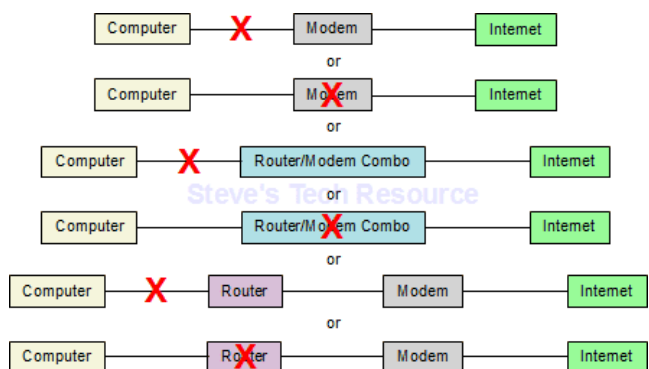 Computer X Modem Internet
or
Computer Modem X Internet
or
Computer X Router/Modem Combo Internet
Steve's Tech Resource
or
Computer Router/Modem Combo X Internet
or
Computer X Router Modem Internet
or
Computer Router X Modem Internet